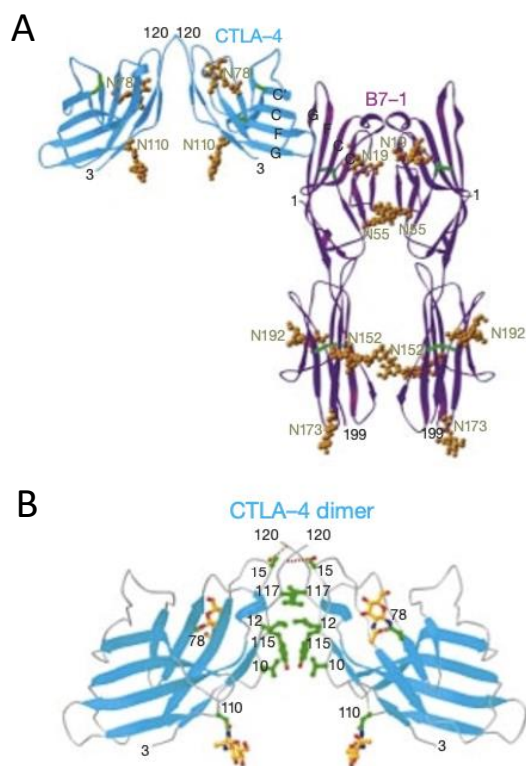 A
120 120 CTLA–4
N78 N78
C'
C
F
G
N110 N110
3 3
B7–1
G
F
C
C'
N19 N19
1 1
N55 N55
N192 N152 N152 N192
N173 199 199 N173
B
CTLA–4 dimer
120 120
15 15
117 117
12 12
78 78
115 115
10 10
110 110
3 3